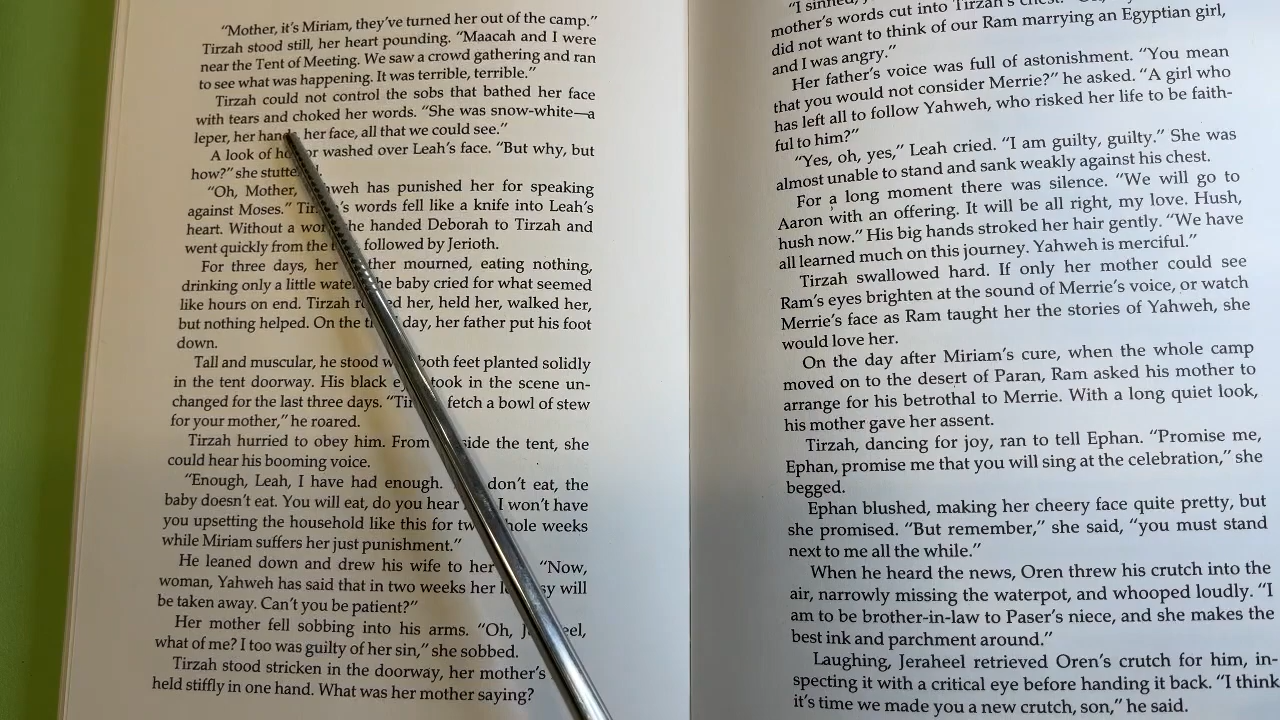 "Mother, it's Miriam, they've turned her out of the camp."
Tirzah stood still, her heart pounding. "Maacah and I were
near the Tent of Meeting. We saw a crowd gathering and ran
to see what was happening. It was terrible, terrible."
Tirzah could not control the sobs that bathed her face
with tears and choked her words. "She was snow-white—a
leper, her hands, her face, all that we could see."
A look of horror washed over Leah's face. "But why, but
how?" she
"Oh, Mother, Yahweh has punished her for speaking
against Moses." Tirzah's words fell like a knife into Leah's
heart. Without a word she handed Deborah to Tirzah and
went quickly from the followed by Jerioth.
For three days, her mother mourned, eating nothing,
drinking only a little water. The baby cried for what seemed
like hours on end. Tirzah her, held her, walked her,
but nothing helped. On the third day, her father put his foot
down.
Tall and muscular, he stood with both feet planted solidly
in the tent doorway. His black eyes took in the scene un-
changed for the last three days. "Tirzah, fetch a bowl of stew
for your mother," he roared.
Tirzah hurried to obey him. From side the tent, she
could hear his booming voice.
"Enough, Leah, I have had enough. don't eat, the
baby doesn't eat. You will eat, do you hear I won't have
you upsetting the household like this for two whole weeks
while Miriam suffers her just punishment."
He leaned down and drew his wife to her "Now,
woman, Yahweh has said that in two weeks her leprosy will
be taken away. Can't you be patient?"
Her mother fell sobbing into his arms. "Oh, Jeraheel,
what of me? I too was guilty of her sin," she sobbed.
Tirzah stood stricken in the doorway, her mother's
held stiffly in one hand. What was her mother saying?
"I sinned,
mother's words cut into Tirzah's
did not want to think of our Ram marrying an Egyptian girl,
and I was angry."
Her father's voice was full of astonishment. "You mean
that you would not consider Merrie?" he asked. "A girl who
has left all to follow Yahweh, who risked her life to be faith-
ful to him?"
"Yes, oh, yes," Leah cried. "I am guilty, guilty." She was
almost unable to stand and sank weakly against his chest.
For a long moment there was silence. "We will go to
Aaron with an offering. It will be all right, my love. Hush,
hush now." His big hands stroked her hair gently. "We have
all learned much on this journey. Yahweh is merciful."
Tirzah swallowed hard. If only her mother could see
Ram's eyes brighten at the sound of Merrie's voice, or watch
Merrie's face as Ram taught her the stories of Yahweh, she
would love her.
On the day after Miriam's cure, when the whole camp
moved on to the desert of Paran, Ram asked his mother to
arrange for his betrothal to Merrie. With a long quiet look,
his mother gave her assent.
Tirzah, dancing for joy, ran to tell Ephan. "Promise me,
Ephan, promise me that you will sing at the celebration," she
begged.
Ephan blushed, making her cheery face quite pretty, but
she promised. "But remember," she said, "you must stand
next to me all the while."
When he heard the news, Oren threw his crutch into the
air, narrowly missing the waterpot, and whooped loudly. "I
am to be brother-in-law to Paser's niece, and she makes the
best ink and parchment around."
Laughing, Jeraheel retrieved Oren's crutch for him, in-
specting it with a critical eye before handing it back. "I think
it's time we made you a new crutch, son," he said.